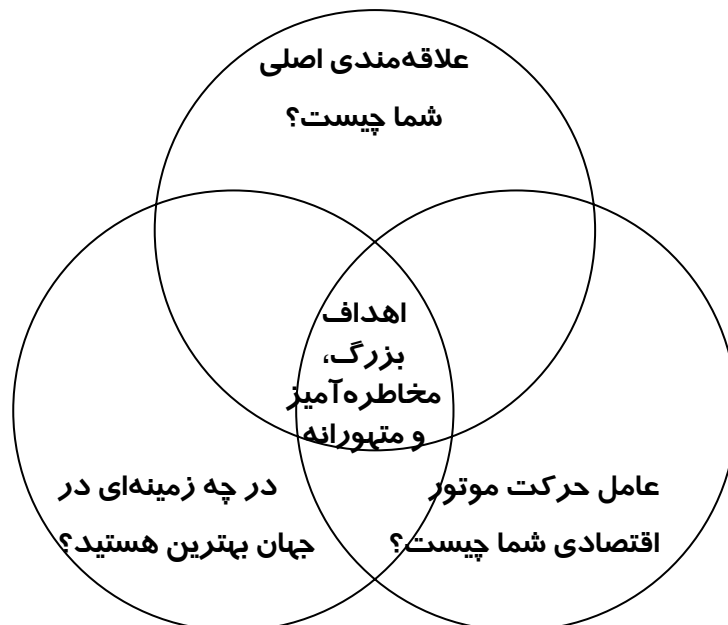 علاقه‌مندی اصلی
شما چیست؟
اهداف
بزرگ،
مخاطره‌آمیز
و متهورانه
عامل حرکت موتور
اقتصادی شما چیست؟
در چه زمینه‌ای در
جهان بهترین هستید؟